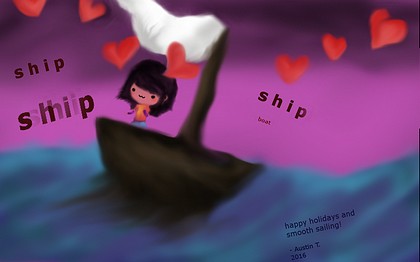 ship
ship
ship
boat
happy holidays and
smooth sailing!
- Austin T.
2016